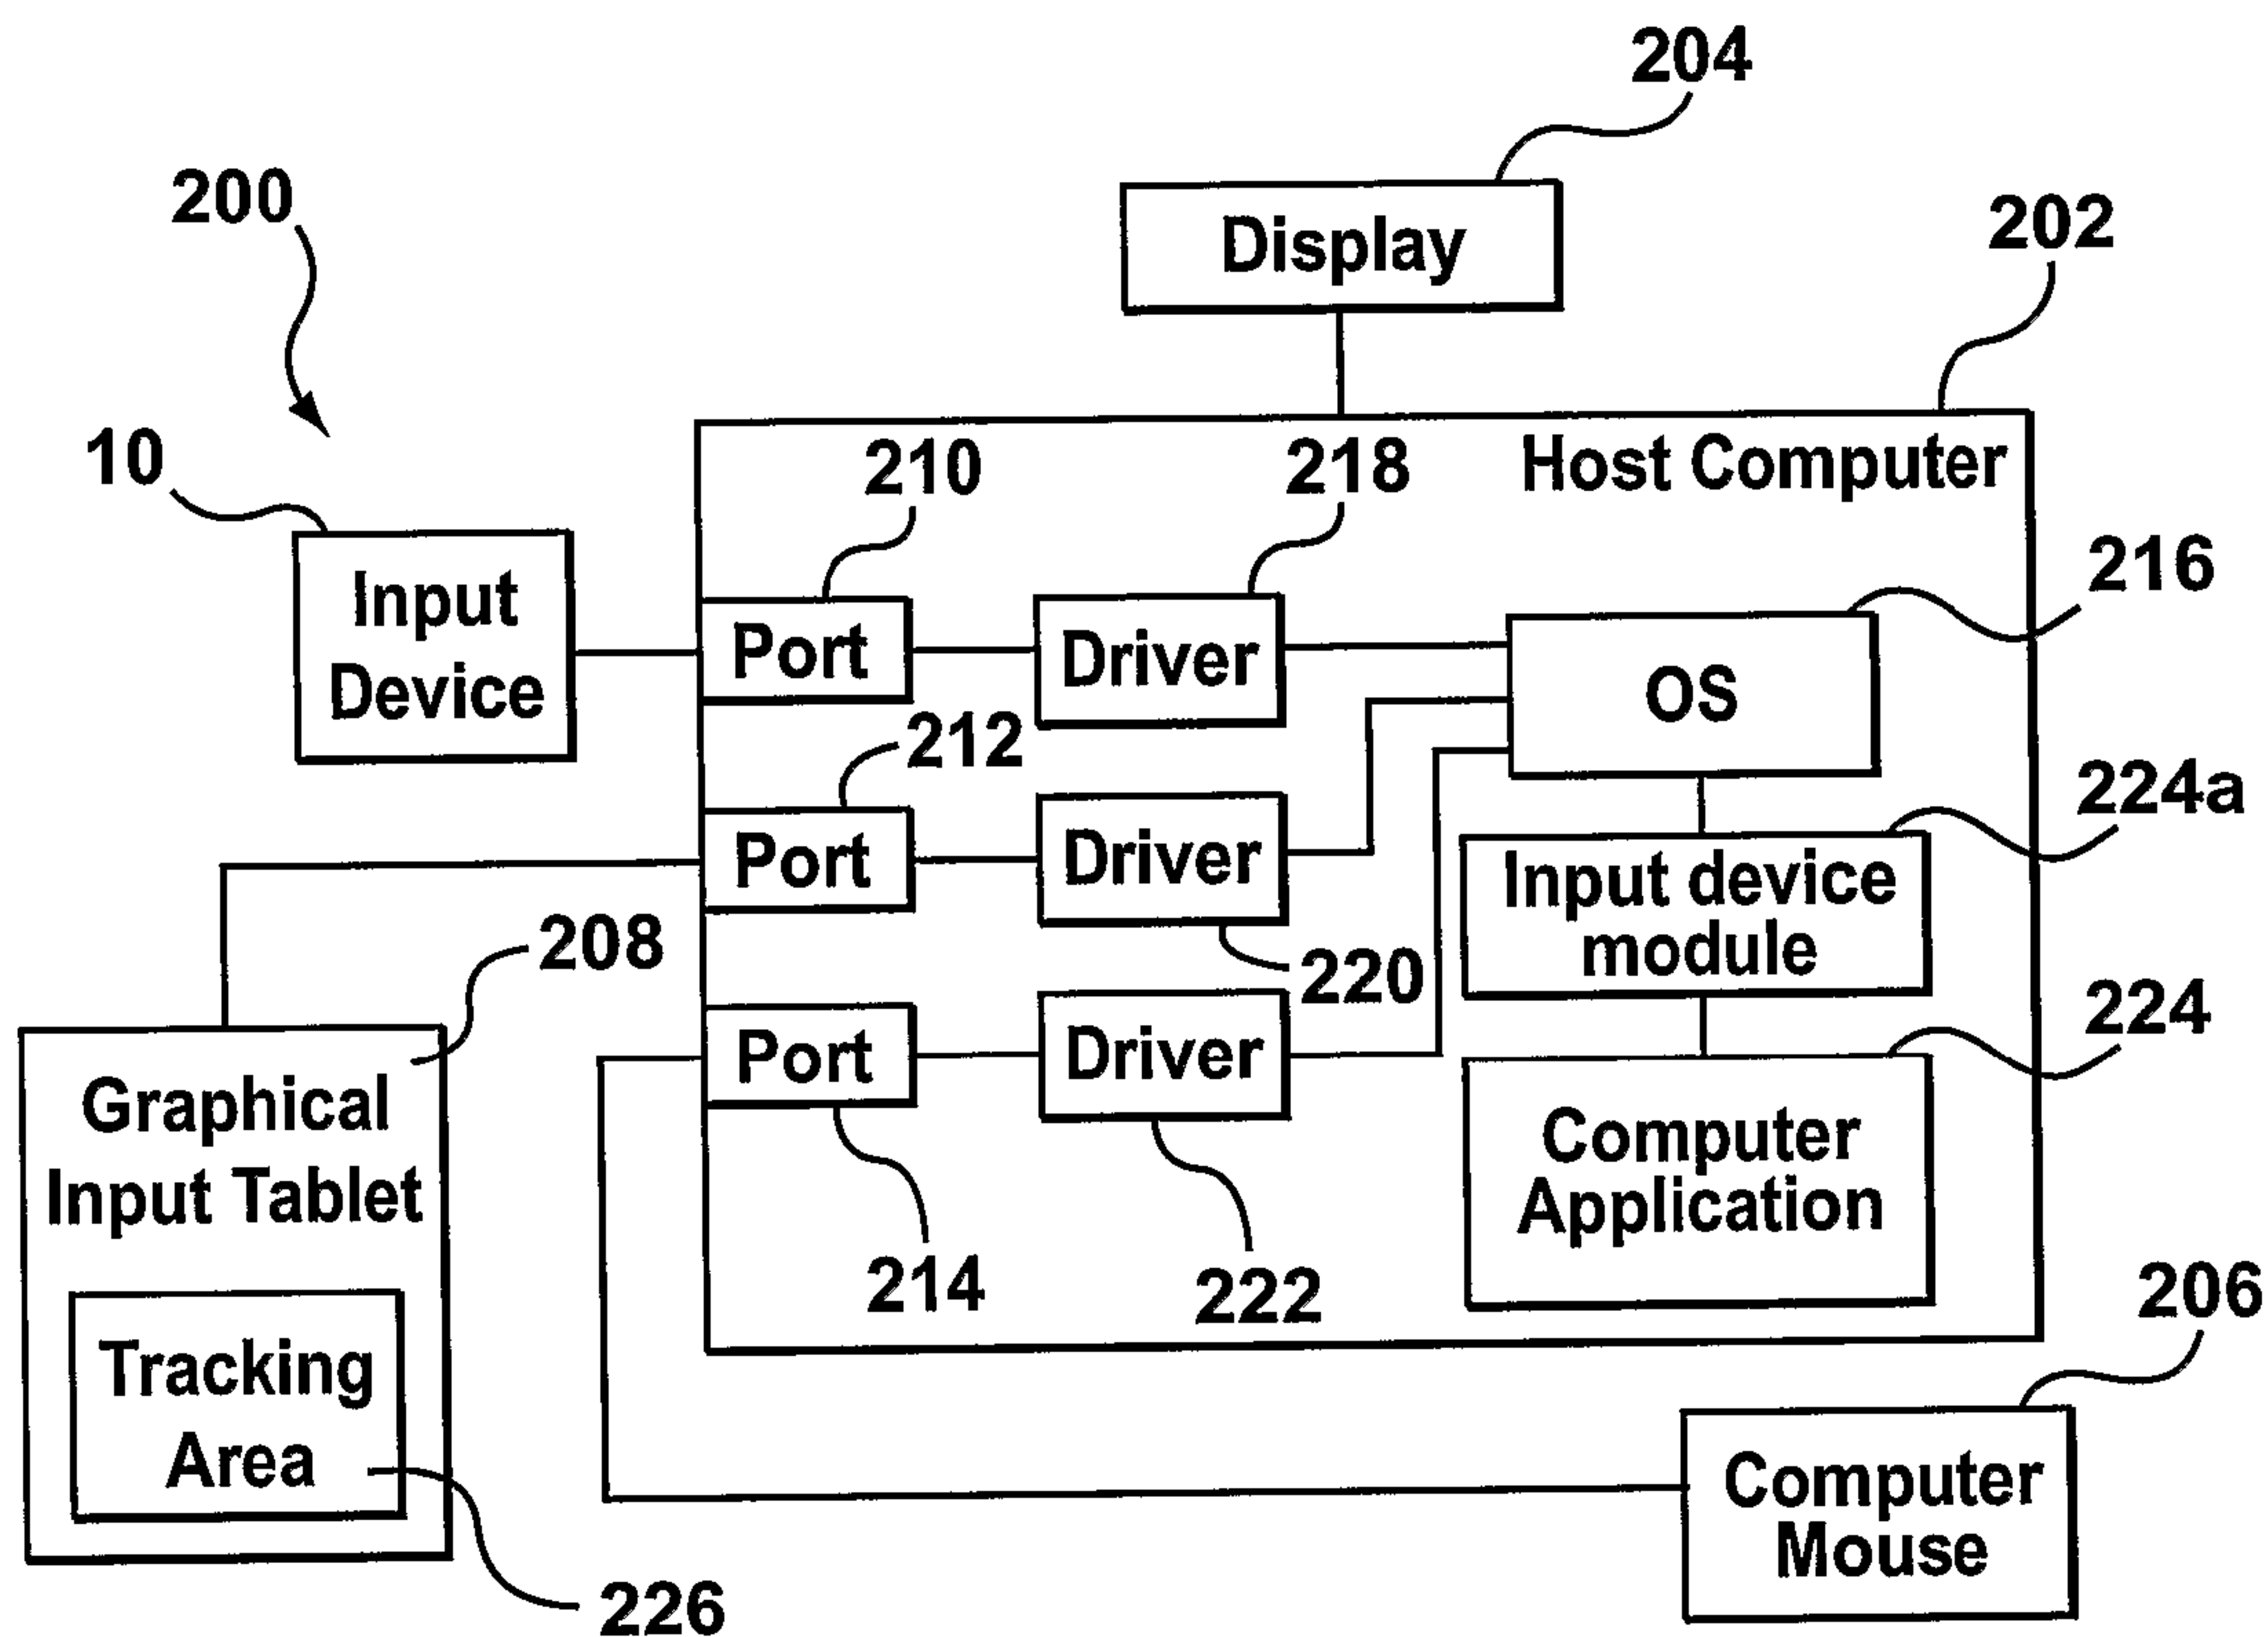 204
200
202
Display
10
210
218
Host Computer
216
Input
Device
Port
Driver
OS
212
224a
Port
Driver
Input device
module
208
220
224
Port
Driver
Graphical
Input Tablet
Computer
Application
214
222
206
Tracking
Area
Computer
Mouse
226